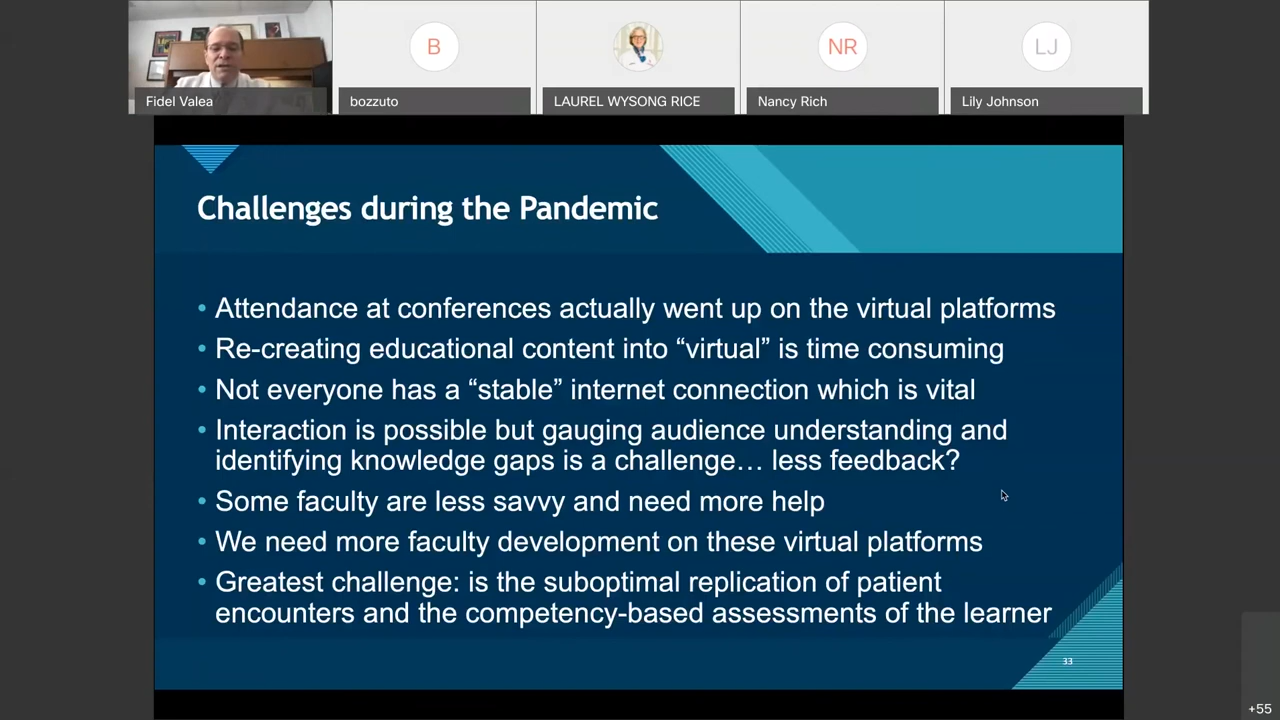 B
NR
LJ
Fidel Valea
bozzuto
LAUREL WYSONG RICE
Nancy Rich
Lily Johnson
Challenges during the Pandemic
• Attendance at conferences actually went up on the virtual platforms
• Re-creating educational content into “virtual” is time consuming
• Not everyone has a “stable” internet connection which is vital
• Interaction is possible but gauging audience understanding and
identifying knowledge gaps is a challenge… less feedback?
• Some faculty are less savvy and need more help
• We need more faculty development on these virtual platforms
• Greatest challenge: is the suboptimal replication of patient
encounters and the competency-based assessments of the learner
33
+55